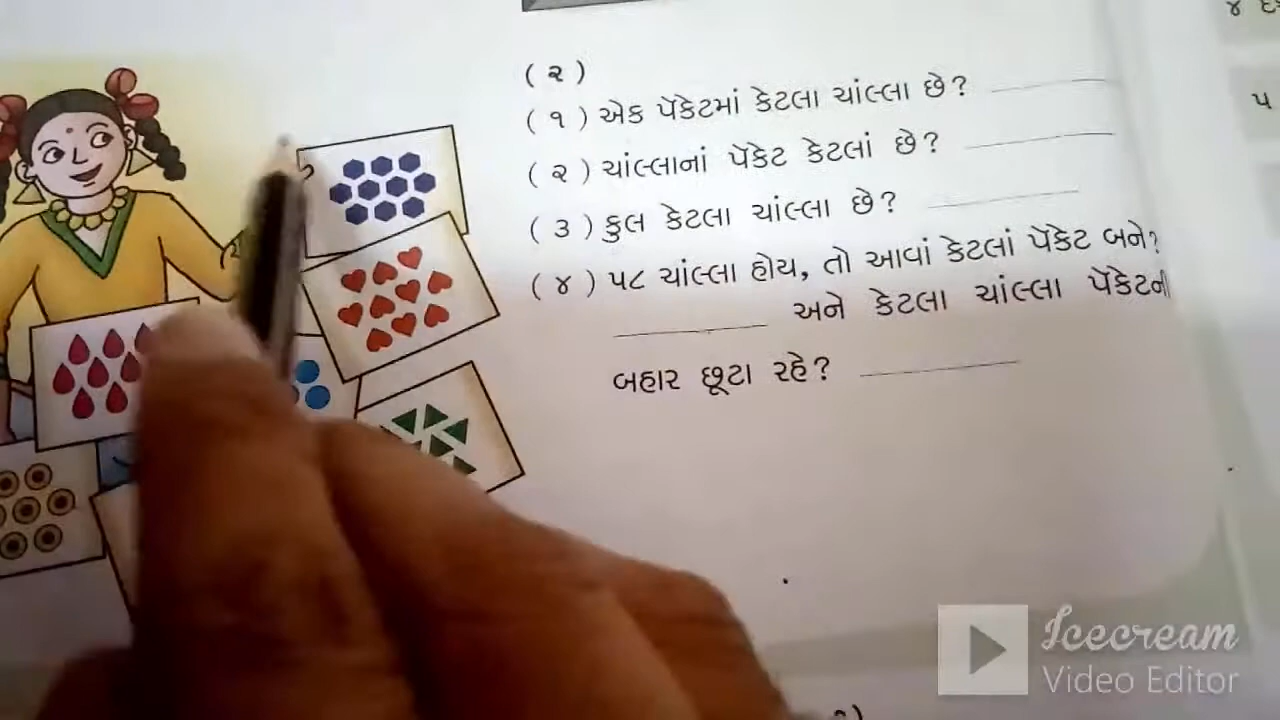 ( ૨ )
( ૧ ) એક પૅકેટમાં કેટલા ચાંલ્લા છે?
( ૨ ) ચાંલ્લાનાં પૅકેટ કેટલાં છે?
( ૩ ) કુલ કેટલા ચાંલ્લા છે?
( ૪ ) ૫૮ ચાંલ્લા હોય, તો આવાં કેટલાં પૅકેટ બને?
અને કેટલા ચાંલ્લા પૅકેટની
બહાર છૂટા રહે?
૪
૫
Icecream
Video Editor